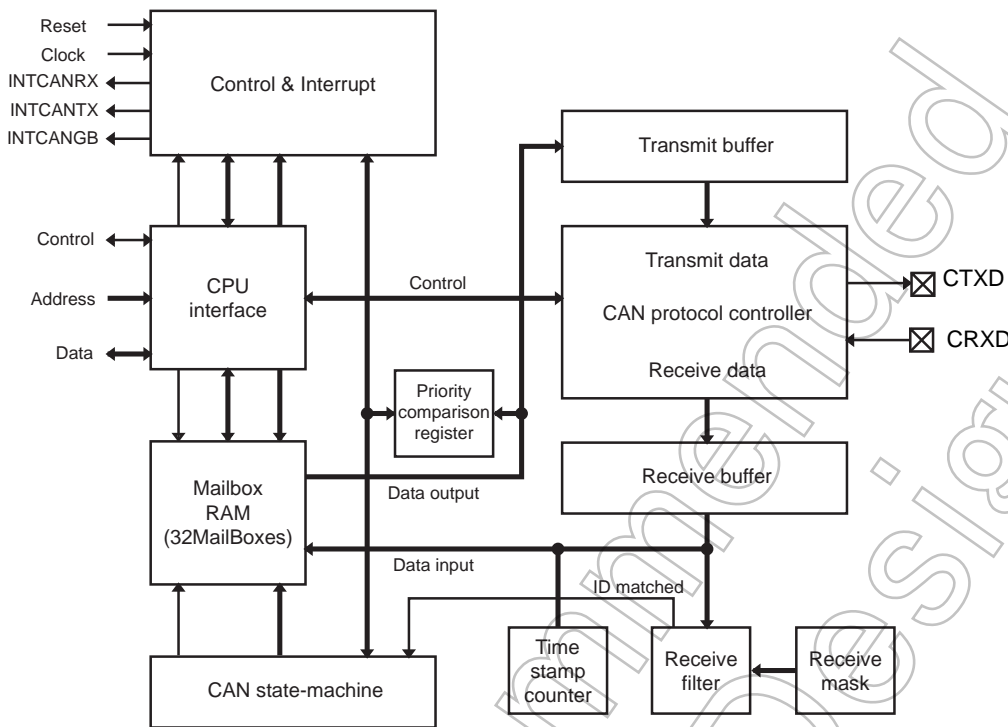 Reset
Clock
INTCANRX
INTCANTX
INTCANGB
Control & Interrupt
Transmit buffer
Control
Address
Data
CPU
interface
Control
Transmit data
CAN protocol controller
Receive data
CTXD
CRXD
Priority
comparison
register
Mailbox
RAM
(32MailBoxes)
Data output
Receive buffer
Data input
ID matched
CAN state-machine
Time
stamp
counter
Receive
filter
Receive
mask
mmended
Desig